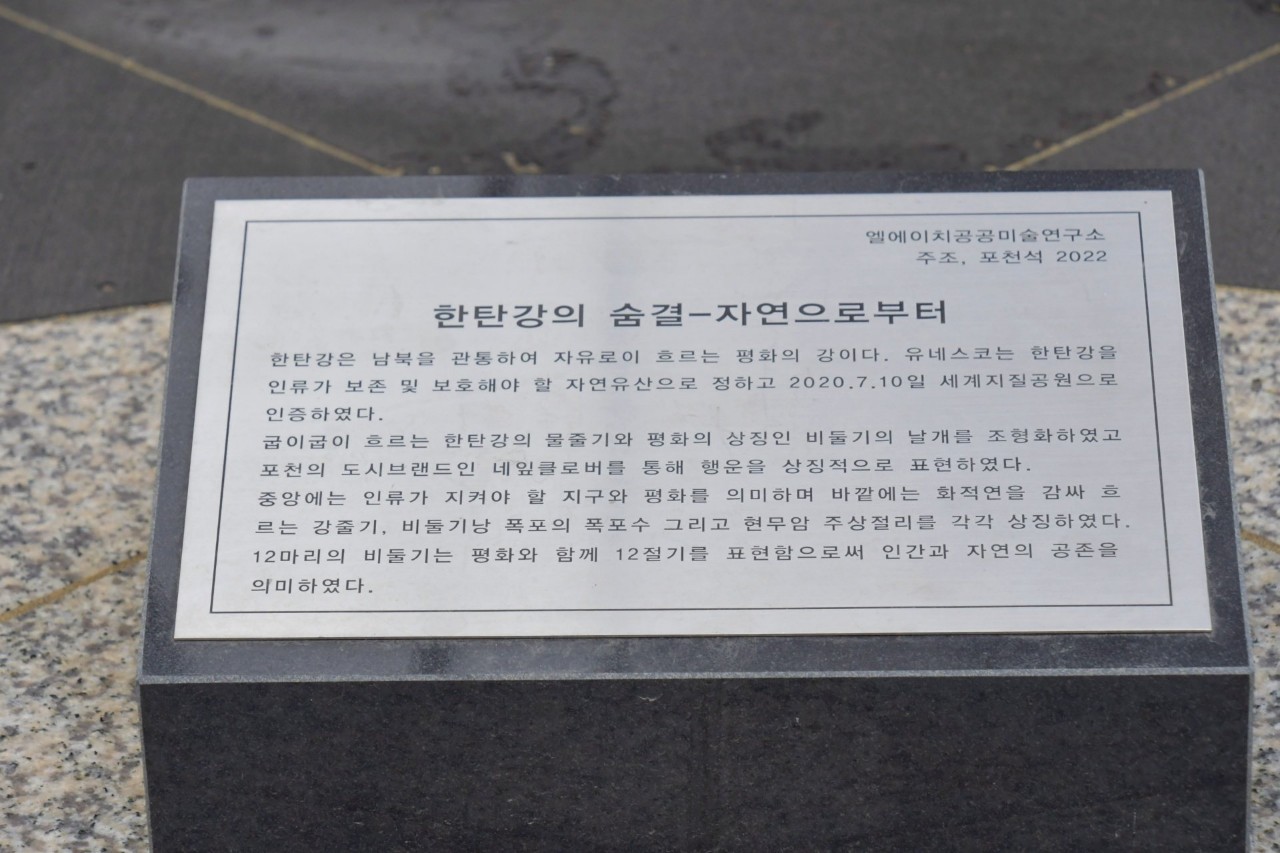 엘에이치공공미술연구소
주조, 포천석 2022
한탄강의 숨결-자연으로부터
한탄강은 남북을 관통하여 자유로이 흐르는 평화의 강이다. 유네스코는 한탄강을
인류가 보존 및 보호해야 할 자연유산으로 정하고 2020.7.10일 세계지질공원으로
인증하였다.
굽이굽이 흐르는 한탄강의 물줄기와 평화의 상징인 비둘기의 날개를 조형화하였고
포천의 도시브랜드인 네잎클로버를 통해 행운을 상징적으로 표현하였다.
중앙에는 인류가 지켜야 할 지구와 평화를 의미하며 바깥에는 화적연을 감싸 흐
르는 강줄기, 비둘기낭 폭포의 폭포수 그리고 현무암 주상절리를 각각 상징하였다.
12마리의 비둘기는 평화와 함께 12절기를 표현함으로써 인간과 자연의 공존을
의미하였다.